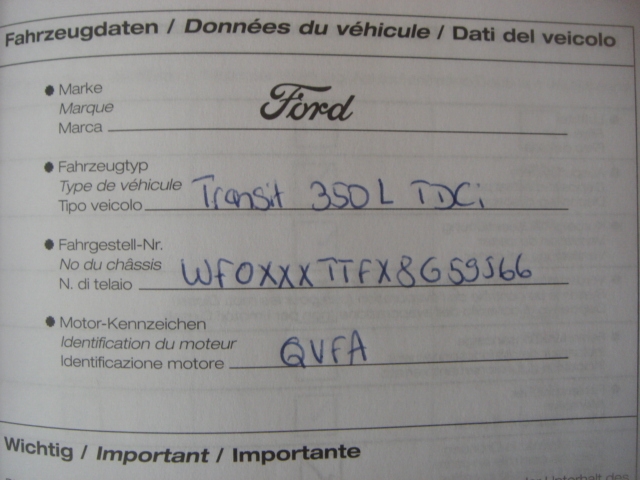 Fahrzeugdaten / Données du véhicule / Dati del veicolo
Marke
Marque
Marca
Ford
Fahrzeugtyp
Type de véhicule
Tipo veicolo
Transit 350L TDCi
Fahrgestell-Nr.
No du châssis
N. di telaio
WF0XXXTTFX8G59566
Motor-Kennzeichen
Identification du moteur
Identificazione motore
QVFA
Wichtig / Important / Importante